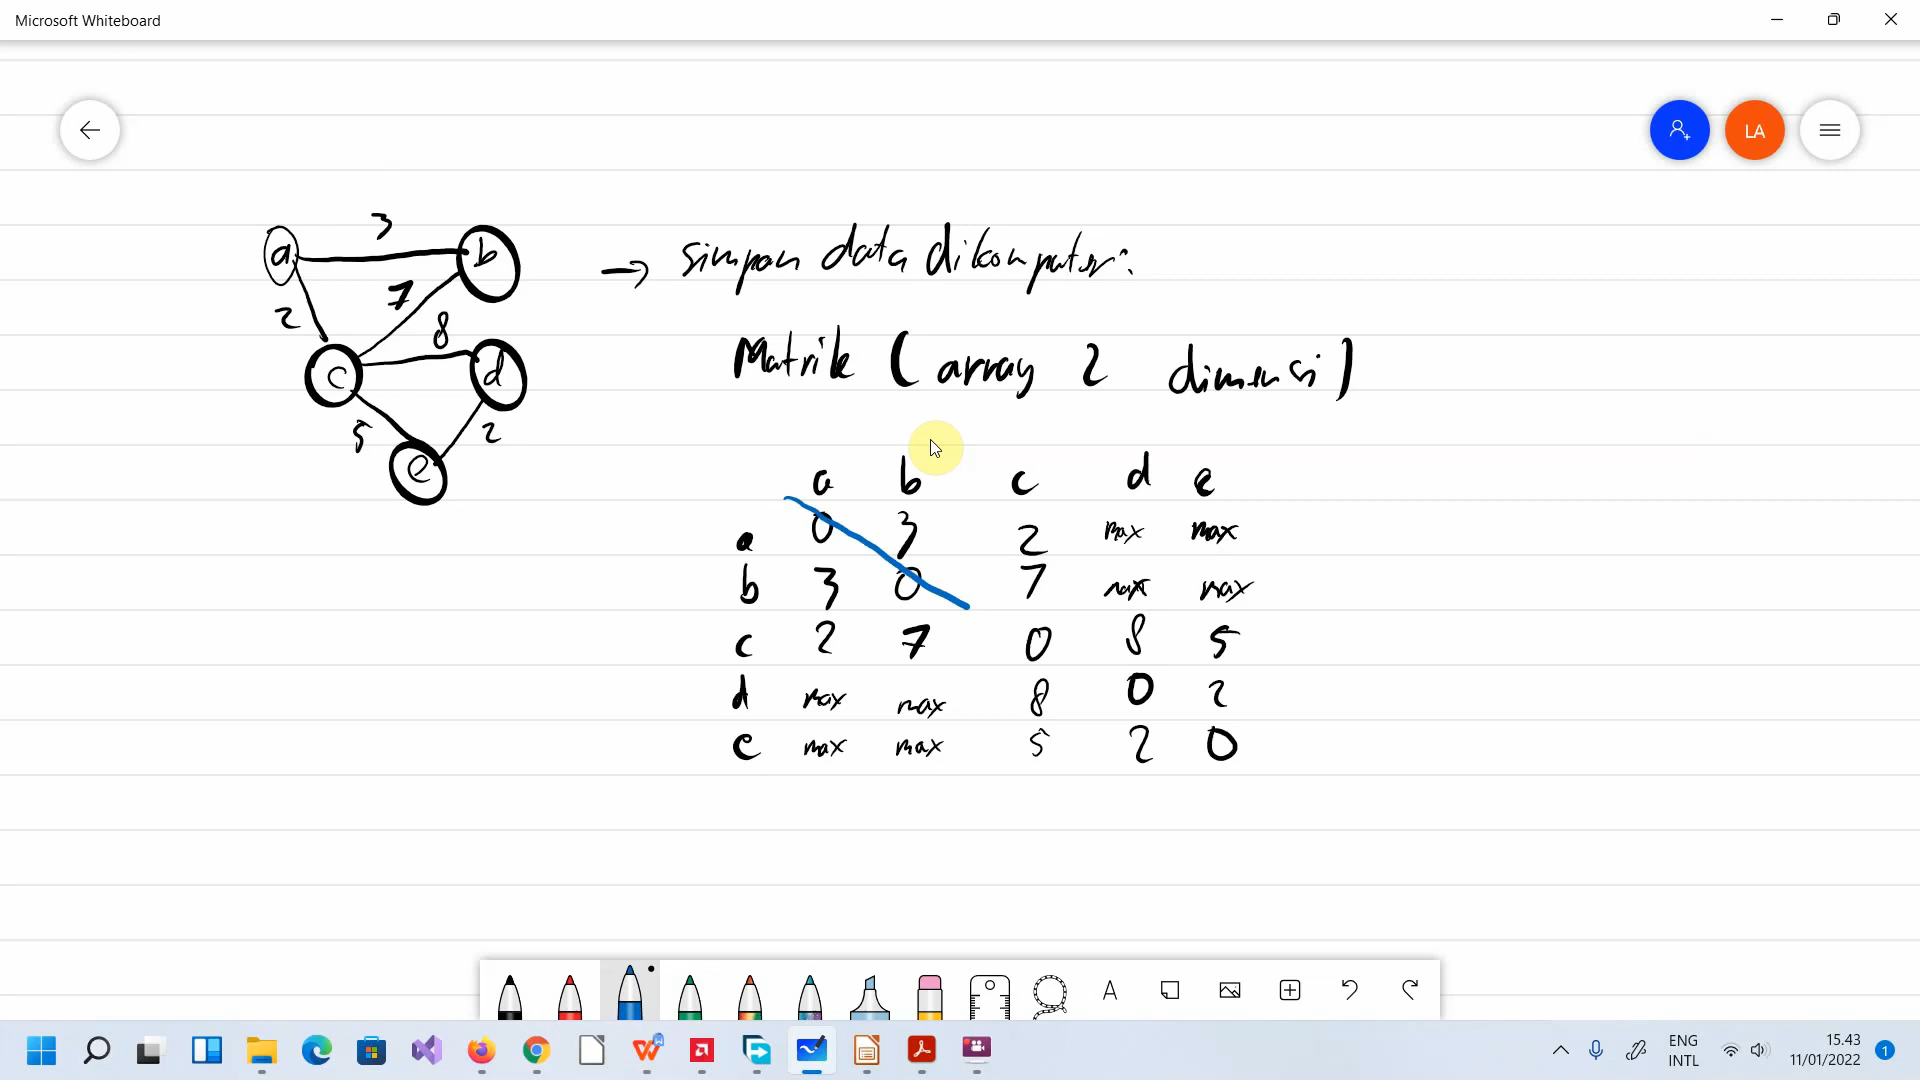 Microsoft Whiteboard
LA
a 3 b
7
2 8
c d
5 2
e
→ simpan data dikomputer:
Matrik (array 2 dimensi)
a b c d e
a 0 3 2 max max
b 3 0 7 max max
c 2 7 0 8 5
d max max 8 0 2
e max max 5 2 0
A
ENG
INTL
15.43
11/01/2022
1